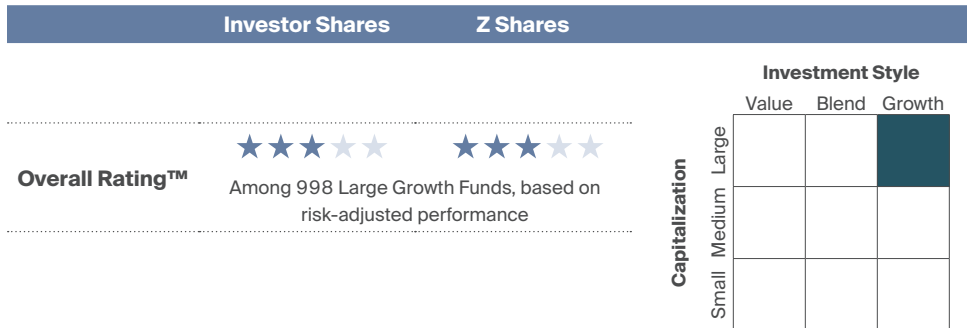 Investor Shares Z Shares
Overall Rating™
Among 998 Large Growth Funds, based on
risk-adjusted performance
Investment Style
Value Blend Growth
Capitalization
Large
Medium
Small